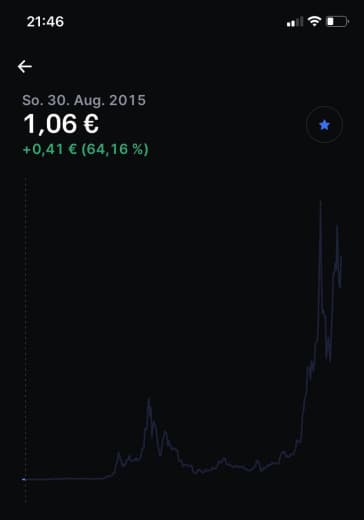 21:46
So. 30. Aug. 2015
1,06 €
+0,41 € (64,16 %)